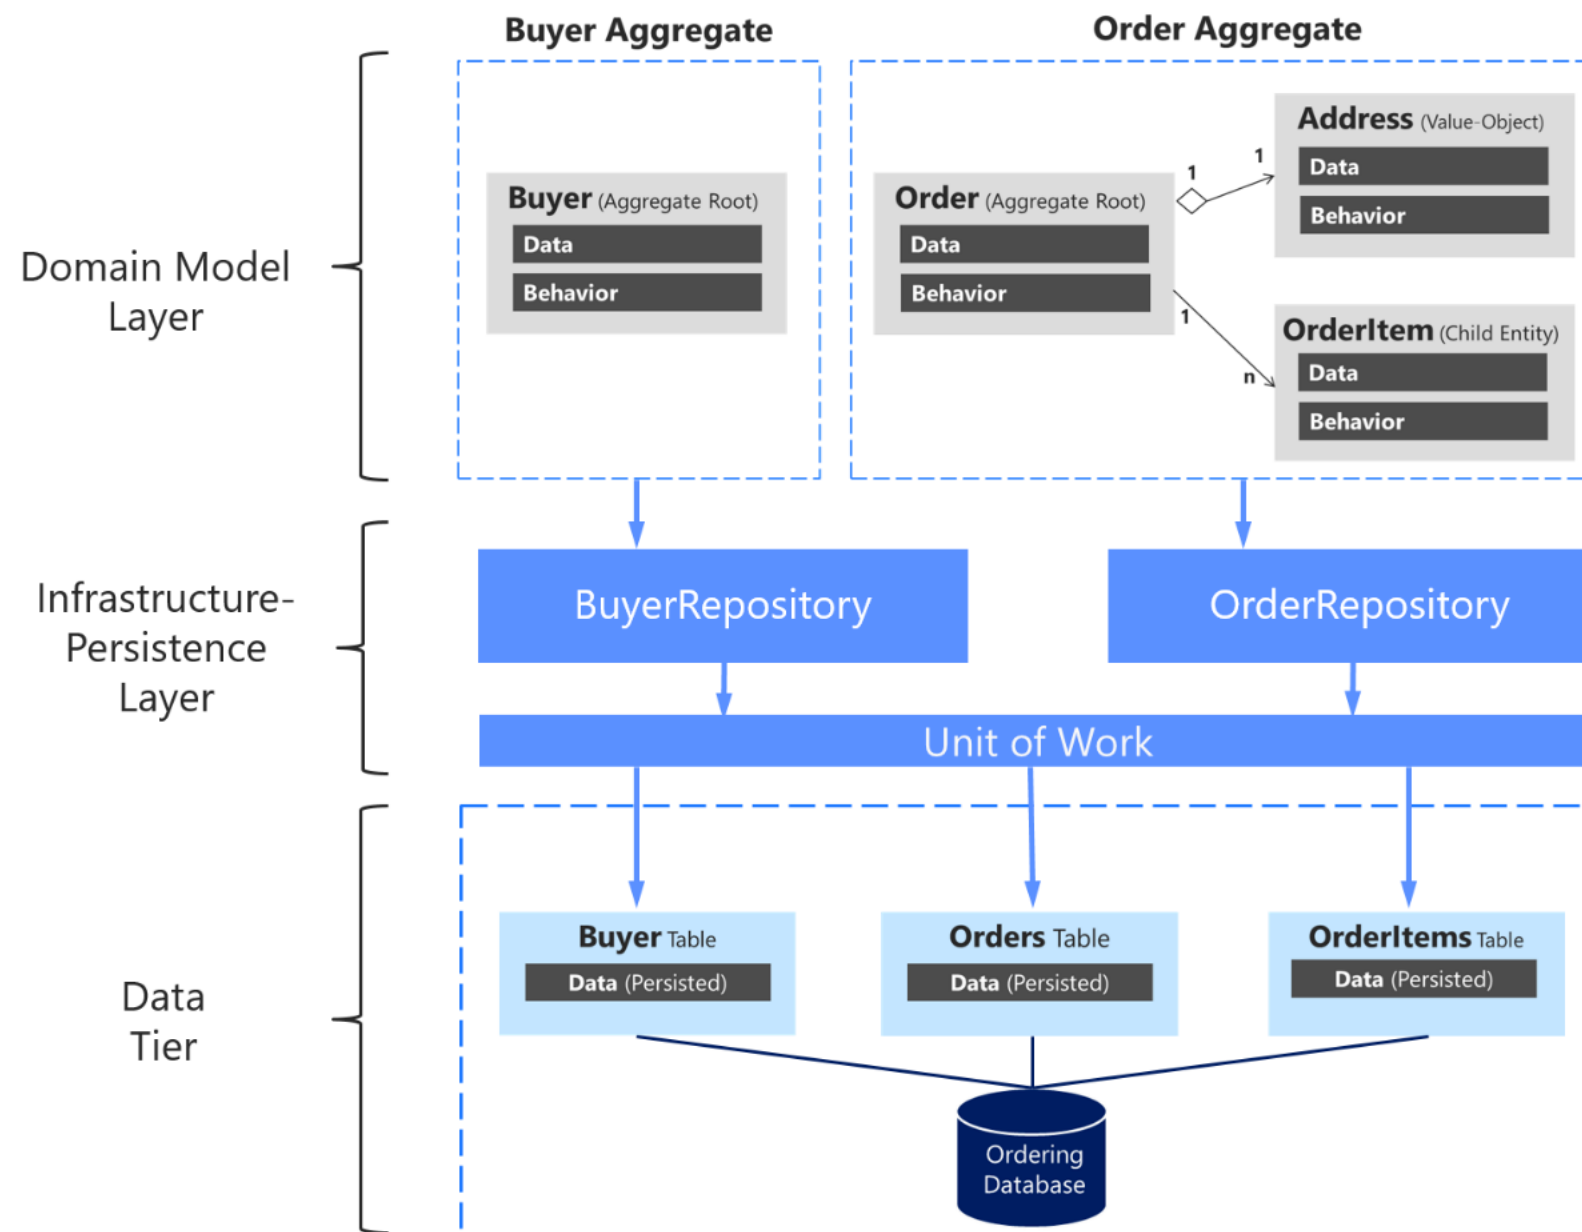 Buyer Aggregate
Order Aggregate
Domain Model
Layer
Buyer (Aggregate Root)
Data
Behavior
Order (Aggregate Root)
Data
Behavior
1
1
1
n
Address (Value-Object)
Data
Behavior
OrderItem (Child Entity)
Data
Behavior
Infrastructure-
Persistence
Layer
BuyerRepository
OrderRepository
Unit of Work
Data
Tier
Buyer Table
Data (Persisted)
Orders Table
Data (Persisted)
OrderItems Table
Data (Persisted)
Ordering
Database